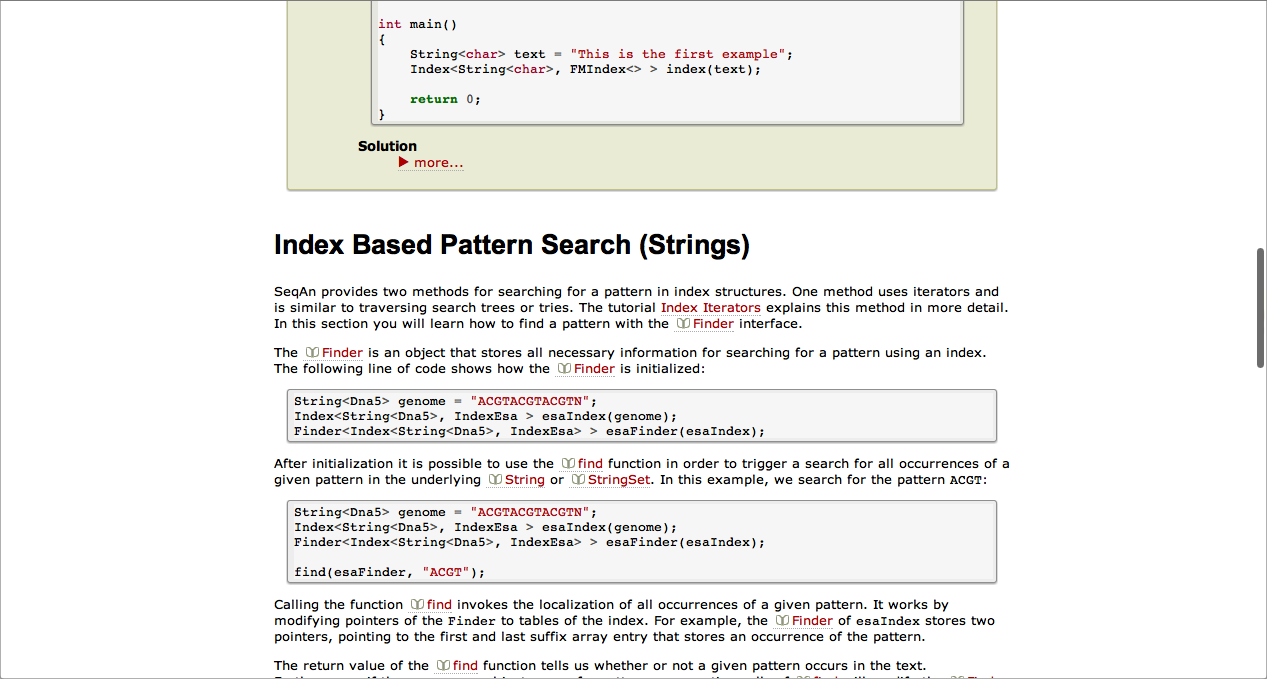 int main()
{
    String<char> text = "This is the first example";
    Index<String<char>, FMIndex<> > index(text);
    return 0;
}
Solution
more...
Index Based Pattern Search (Strings)
SeqAn provides two methods for searching for a pattern in index structures. One method uses iterators and
is similar to traversing search trees or tries. The tutorial Index Iterators explains this method in more detail.
In this section you will learn how to find a pattern with the Finder interface.
The Finder is an object that stores all necessary information for searching for a pattern using an index.
The following line of code shows how the Finder is initialized:
String<Dna5> genome = "ACGTACGTACGTN";
Index<String<Dna5>, IndexEsa > esaIndex(genome);
Finder<Index<String<Dna5>, IndexEsa> > esaFinder(esaIndex);
After initialization it is possible to use the find function in order to trigger a search for all occurrences of a
given pattern in the underlying String or StringSet. In this example, we search for the pattern ACGT:
String<Dna5> genome = "ACGTACGTACGTN";
Index<String<Dna5>, IndexEsa > esaIndex(genome);
Finder<Index<String<Dna5>, IndexEsa> > esaFinder(esaIndex);
find(esaFinder, "ACGT");
Calling the function find invokes the localization of all occurrences of a given pattern. It works by
modifying pointers of the Finder to tables of the index. For example, the Finder of esaIndex stores two
pointers, pointing to the first and last suffix array entry that stores an occurrence of the pattern.
The return value of the find function tells us whether or not a given pattern occurs in the text.